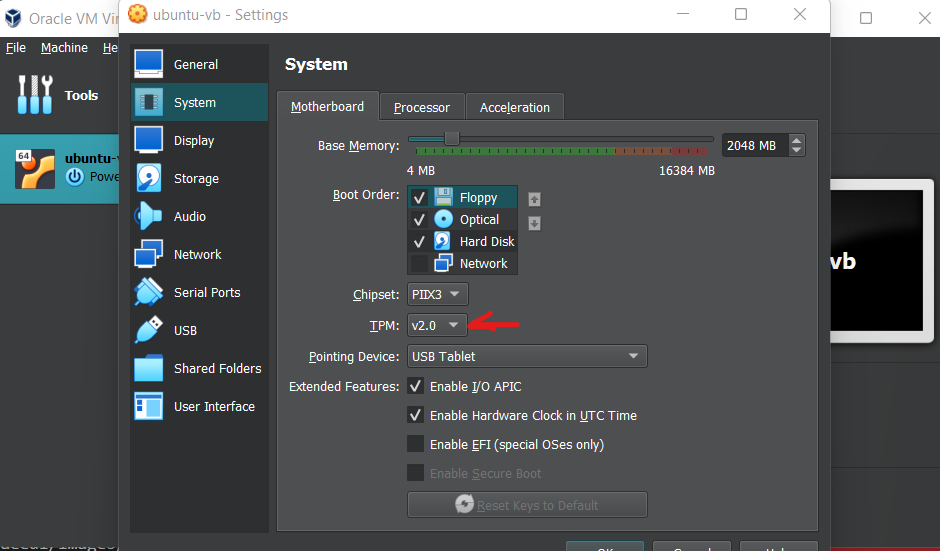 Oracle VM Vir
ubuntu-vb - Settings
File Machine He
Tools
64
ubuntu-v
Powe
General
System
Display
Storage
Audio
Network
Serial Ports
USB
Shared Folders
User Interface
System
Motherboard Processor Acceleration
Base Memory: 2048 MB
4 MB 16384 MB
Boot Order: Floppy
Optical
Hard Disk
Network
Chipset: PIIX3
TPM: v2.0
Pointing Device: USB Tablet
Extended Features: Enable I/O APIC
Enable Hardware Clock in UTC Time
Enable EFI (special OSes only)
Enable Secure Boot
Reset Keys to Default
vb